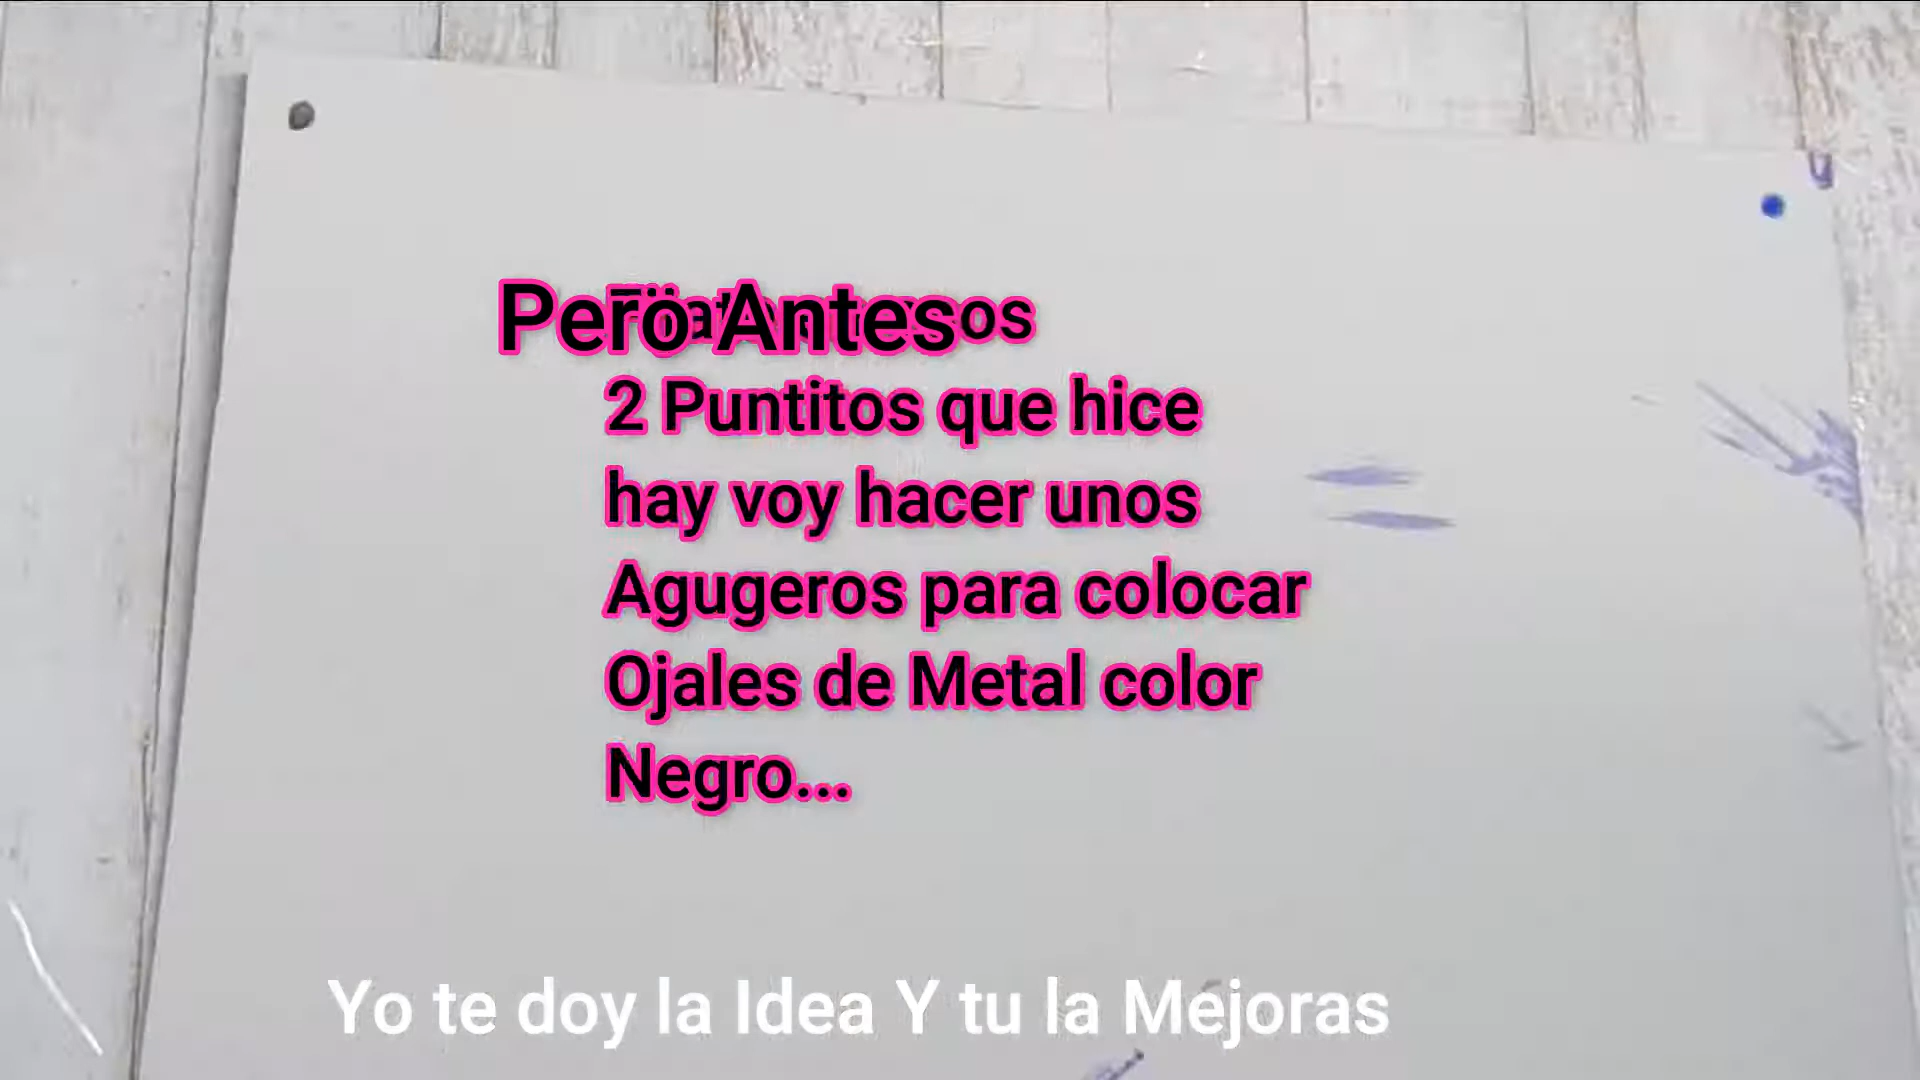 Pero Antes
2 Puntitos que hice
hay voy hacer unos
Agugeros para colocar
Ojales de Metal color
Negro...
Yo te doy la Idea Y tu la Mejoras